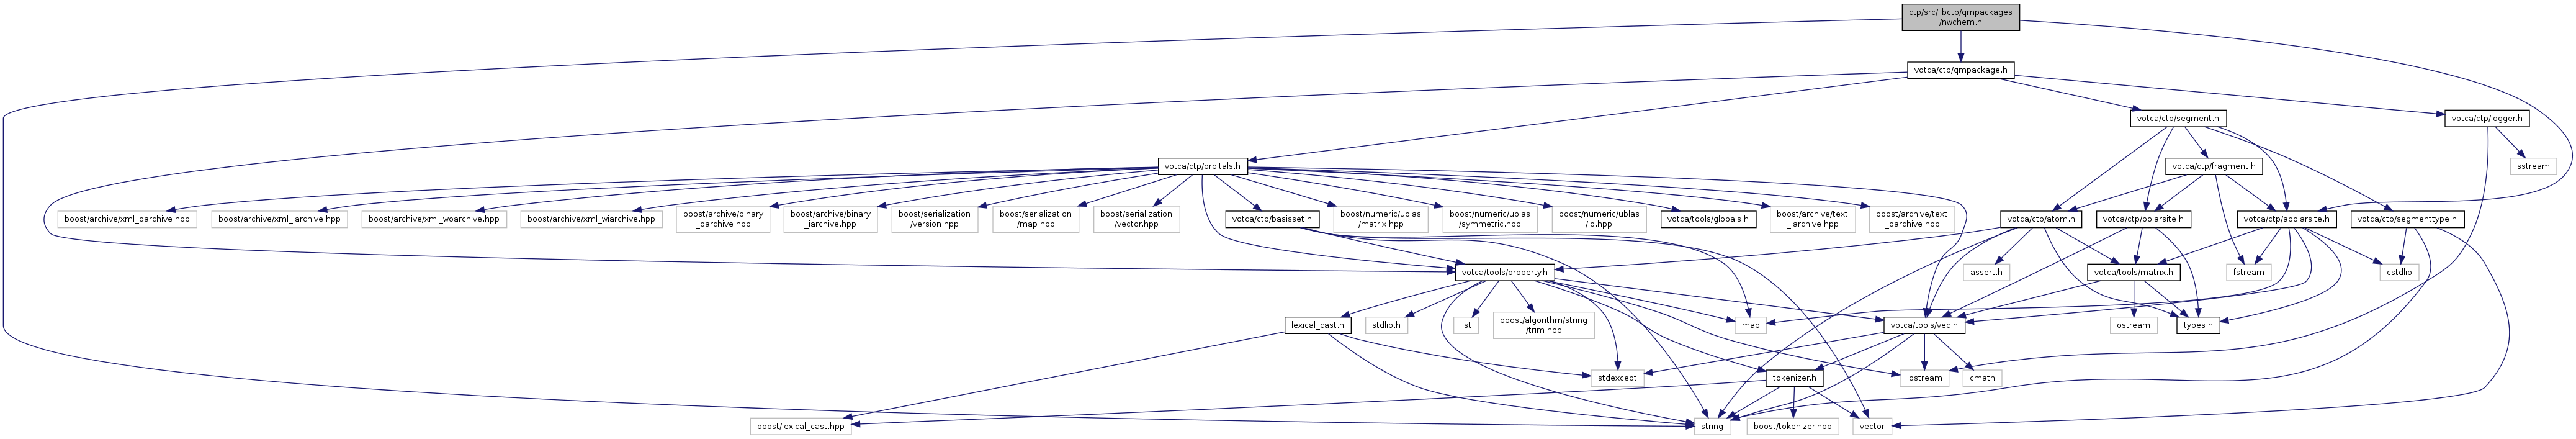 ctp/src/libctp/qmpackages
/nwchem.h
votca/ctp/qmpackage.h
votca/ctp/segment.h
votca/ctp/logger.h
votca/ctp/orbitals.h
votca/ctp/fragment.h
sstream
boost/archive/xml_oarchive.hpp
boost/archive/xml_iarchive.hpp
boost/archive/xml_woarchive.hpp
boost/archive/xml_wiarchive.hpp
boost/archive/binary
_oarchive.hpp
boost/archive/binary
_iarchive.hpp
boost/serialization
/version.hpp
boost/serialization
/map.hpp
boost/serialization
/vector.hpp
votca/ctp/basisset.h
boost/numeric/ublas
/matrix.hpp
boost/numeric/ublas
/symmetric.hpp
boost/numeric/ublas
/io.hpp
votca/tools/globals.h
boost/archive/text
_iarchive.hpp
boost/archive/text
_oarchive.hpp
votca/ctp/atom.h
votca/ctp/polarsite.h
votca/ctp/apolarsite.h
votca/ctp/segmenttype.h
votca/tools/property.h
assert.h
votca/tools/matrix.h
fstream
cstdlib
lexical_cast.h
stdlib.h
list
boost/algorithm/string
/trim.hpp
map
votca/tools/vec.h
ostream
types.h
stdexcept
tokenizer.h
iostream
cmath
boost/lexical_cast.hpp
string
boost/tokenizer.hpp
vector